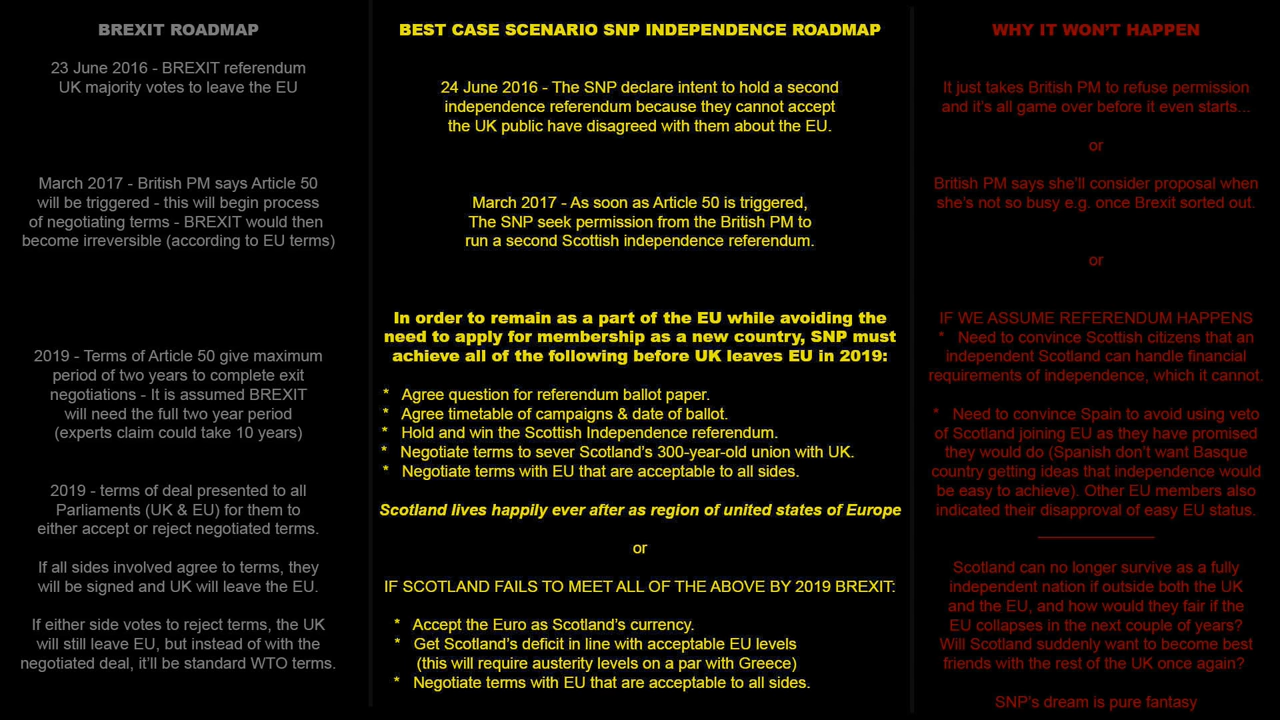 BREXIT ROADMAP
23 June 2016 - BREXIT referendum
UK majority votes to leave the EU
March 2017 - British PM says Article 50
will be triggered - this will begin process
of negotiating terms - BREXIT would then
become irreversible (according to EU terms)
2019 - Terms of Article 50 give maximum
period of two years to complete exit
negotiations - It is assumed BREXIT
will need the full two year period
(experts claim could take 10 years)
2019 - terms of deal presented to all
Parliaments (UK & EU) for them to
either accept or reject negotiated terms.
If all sides involved agree to terms, they
will be signed and UK will leave the EU.
If either side votes to reject terms, the UK
will still leave EU, but instead of with the
negotiated deal, it'll be standard WTO terms.
BEST CASE SCENARIO SNP INDEPENDENCE ROADMAP
24 June 2016 - The SNP declare intent to hold a second
independence referendum because they cannot accept
the UK public have disagreed with them about the EU.
March 2017 - As soon as Article 50 is triggered,
The SNP seek permission from the British PM to
run a second Scottish independence referendum.
In order to remain as a part of the EU while avoiding the
need to apply for membership as a new country, SNP must
achieve all of the following before UK leaves EU in 2019:
* Agree question for referendum ballot paper.
* Agree timetable of campaigns & date of ballot.
* Hold and win the Scottish Independence referendum.
* Negotiate terms to sever Scotland's 300-year-old union with UK.
* Negotiate terms with EU that are acceptable to all sides.
Scotland lives happily ever after as region of united states of Europe
or
IF SCOTLAND FAILS TO MEET ALL OF THE ABOVE BY 2019 BREXIT:
* Accept the Euro as Scotland's currency.
* Get Scotland's deficit in line with acceptable EU levels
(this will require austerity levels on a par with Greece)
* Negotiate terms with EU that are acceptable to all sides.
WHY IT WON'T HAPPEN
It just takes British PM to refuse permission
and it's all game over before it even starts...
or
British PM says she'll consider proposal when
she's not so busy e.g. once Brexit sorted out.
or
IF WE ASSUME REFERENDUM HAPPENS
* Need to convince Scottish citizens that an
independent Scotland can handle financial
requirements of independence, which it cannot.
* Need to convince Spain to avoid using veto
of Scotland joining EU as they have promised
they would do (Spanish don't want Basque
country getting ideas that independence would
be easy to achieve). Other EU members also
indicated their disapproval of easy EU status.
Scotland can no longer survive as a fully
independent nation if outside both the UK
and the EU, and how would they fair if the
EU collapses in the next couple of years?
Will Scotland suddenly want to become best
friends with the rest of the UK once again?
SNP's dream is pure fantasy